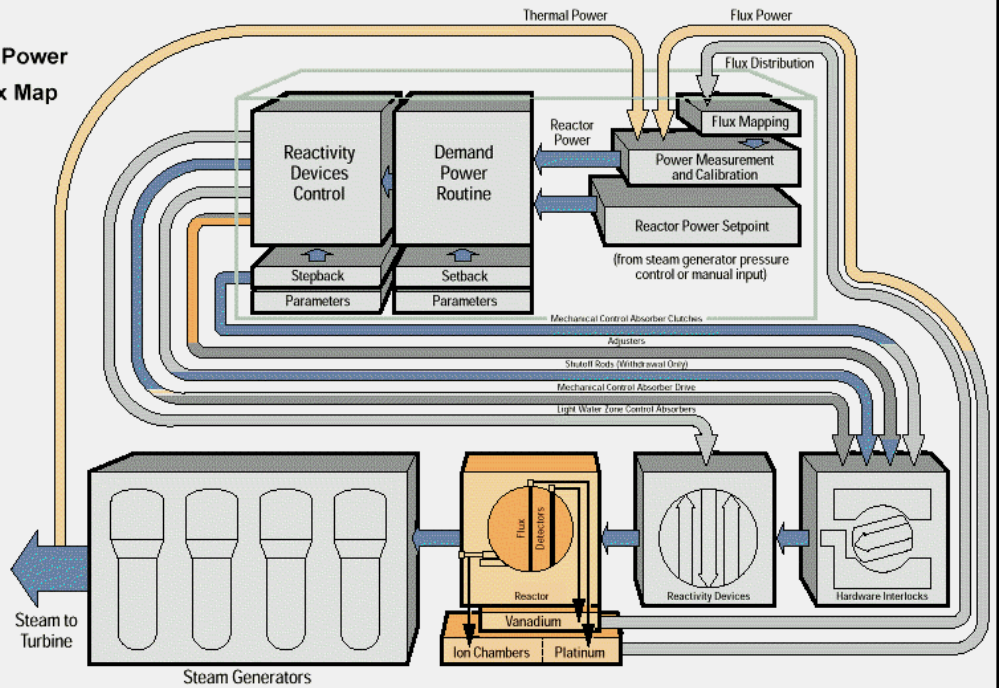 Thermal Power
Flux Power
Power
x Map
Flux Distribution
Flux Mapping
Reactivity
Devices
Control
Demand
Power
Routine
Reactor
Power
Power Measurement
and Calibration
Reactor Power Setpoint
(from steam generator pressure
control or manual input)
Stepback
Parameters
Setback
Parameters
Mechanical Control Absorber Clutches
Adjusters
Shutoff Rods (Withdrawal Only)
Mechanical Control Absorber Drive
Light Water Zone Control Absorbers
Flux
Detectors
Reactor
Reactivity Devices
Hardware Interlocks
Vanadium
Ion Chambers
Platinum
Steam to
Turbine
Steam Generators